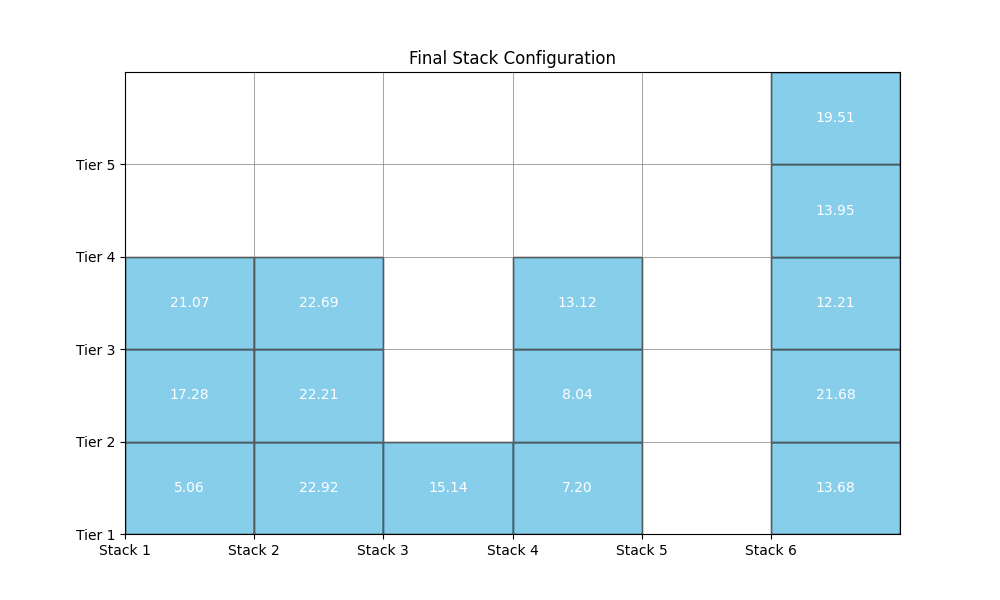 Final Stack Configuration
19.51
Tier 5
13.95
Tier 4
21.07 22.69 13.12 12.21
Tier 3
17.28 22.21 8.04 21.68
Tier 2
5.06 22.92 15.14 7.20 13.68
Tier 1
Stack 1 Stack 2 Stack 3 Stack 4 Stack 5 Stack 6